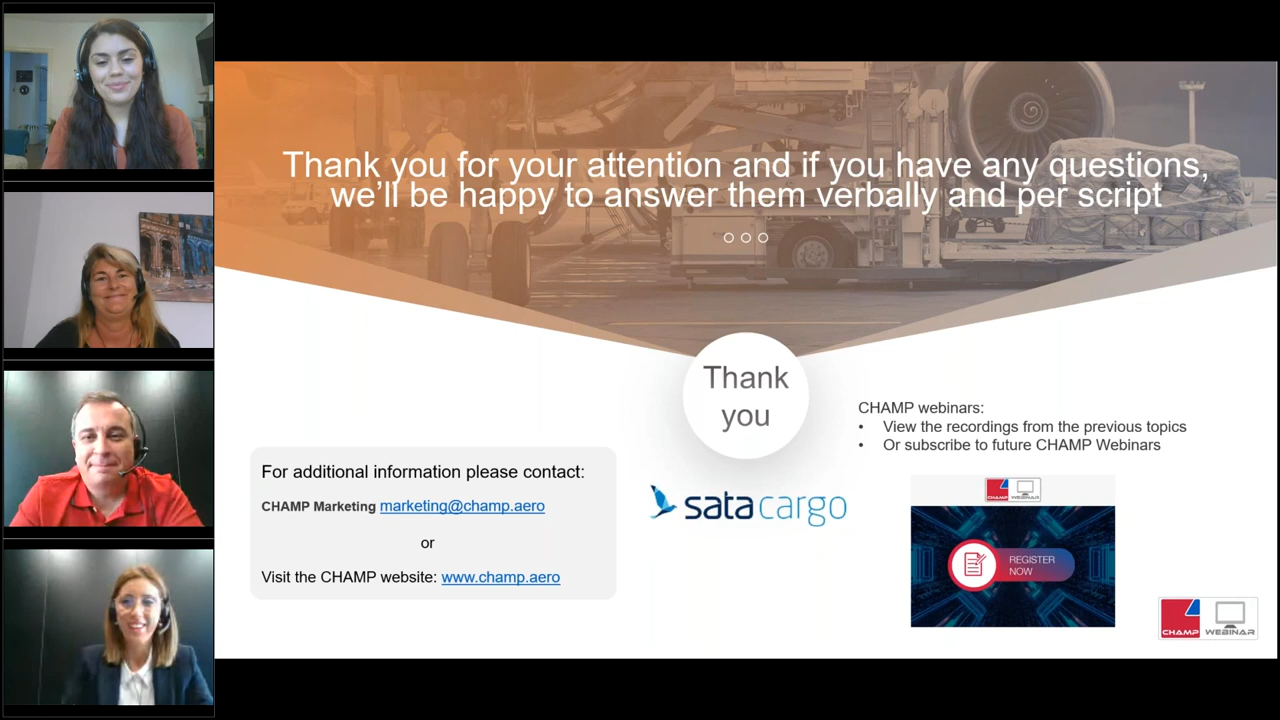 Thank you for your attention and if you have any questions,
we'll be happy to answer them verbally and per script
Thank
you
For additional information please contact:
CHAMP Marketing marketing@champ.aero
or
Visit the CHAMP website: www.champ.aero
sata cargo
CHAMP webinars:
• View the recordings from the previous topics
• Or subscribe to future CHAMP Webinars
CHAMP WEBINAR
REGISTER
NOW
CHAMP WEBINAR